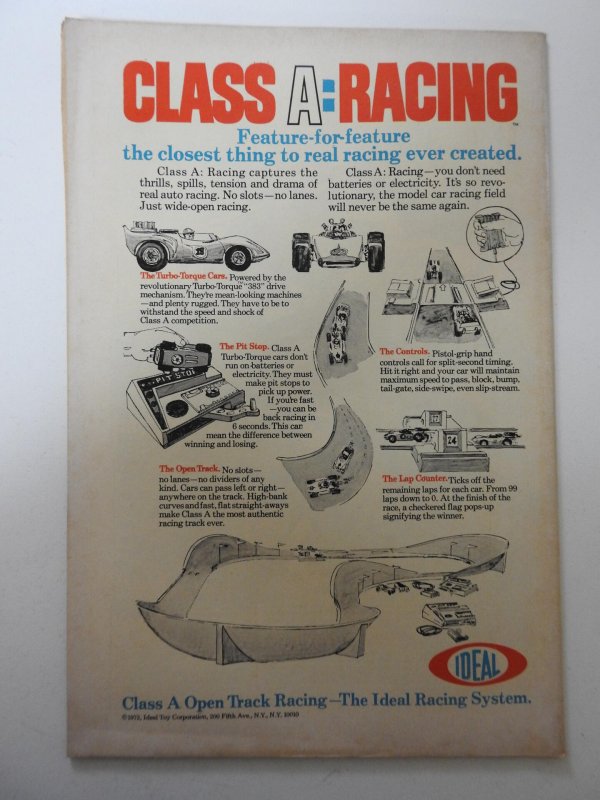 CLASS A: RACING™
Feature-for-feature
the closest thing to real racing ever created.
Class A: Racing captures the
thrills, spills, tension and drama of
real auto racing. No slots—no lanes.
Just wide-open racing.
Class A: Racing—you don't need
batteries or electricity. It's so revo-
lutionary, the model car racing field
will never be the same again.
The Turbo-Torque Cars. Powered by the
revolutionary Turbo-Torque "383" drive
mechanism. They're mean-looking machines
—and plenty rugged. They have to be to
withstand the speed and shock of
Class A competition.
PIT STOP
The Pit Stop. Class A
Turbo-Torque cars don't
run on batteries or
electricity. They must
make pit stops to
pick up power.
If you're fast
—you can be
back racing in
6 seconds. This can
mean the difference between
winning and losing.
The Controls. Pistol-grip hand
controls call for split-second timing.
Hit it right and your car will maintain
maximum speed to pass, block, bump,
tail-gate, side-swipe, even slip-stream.
24
The Open Track. No slots—
no lanes—no dividers of any
kind. Cars can pass left or right—
anywhere on the track. High-bank
curves and fast, flat straight-aways
make Class A the most authentic
racing track ever.
The Lap Counter. Ticks off the
remaining laps for each car. From 99
laps down to 0. At the finish of the
race, a checkered flag pops-up
signifying the winner.
IDEAL
Class A Open Track Racing—The Ideal Racing System.
©1972, Ideal Toy Corporation, 200 Fifth Ave., N.Y., N.Y. 10010